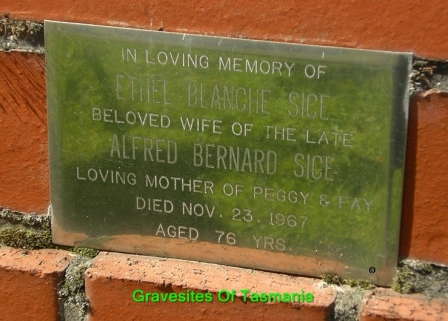 IN LOVING MEMORY OF
ETHEL BLANCHE SICE
BELOVED WIFE OF THE LATE
ALFRED BERNARD SICE
LOVING MOTHER OF PEGGY & FAY
DIED NOV. 23. 1967
AGED 76 YRS.
Gravesites Of Tasmania